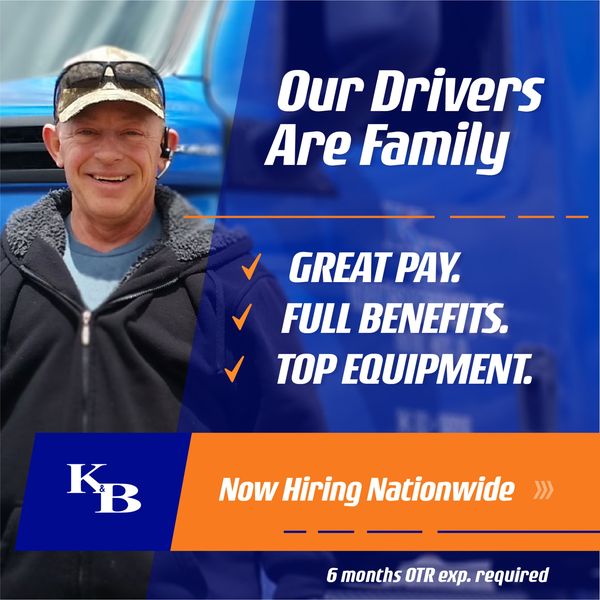 Our Drivers
Are Family
GREAT PAY.
FULL BENEFITS.
TOP EQUIPMENT.
K&B
Now Hiring Nationwide
6 months OTR exp. required